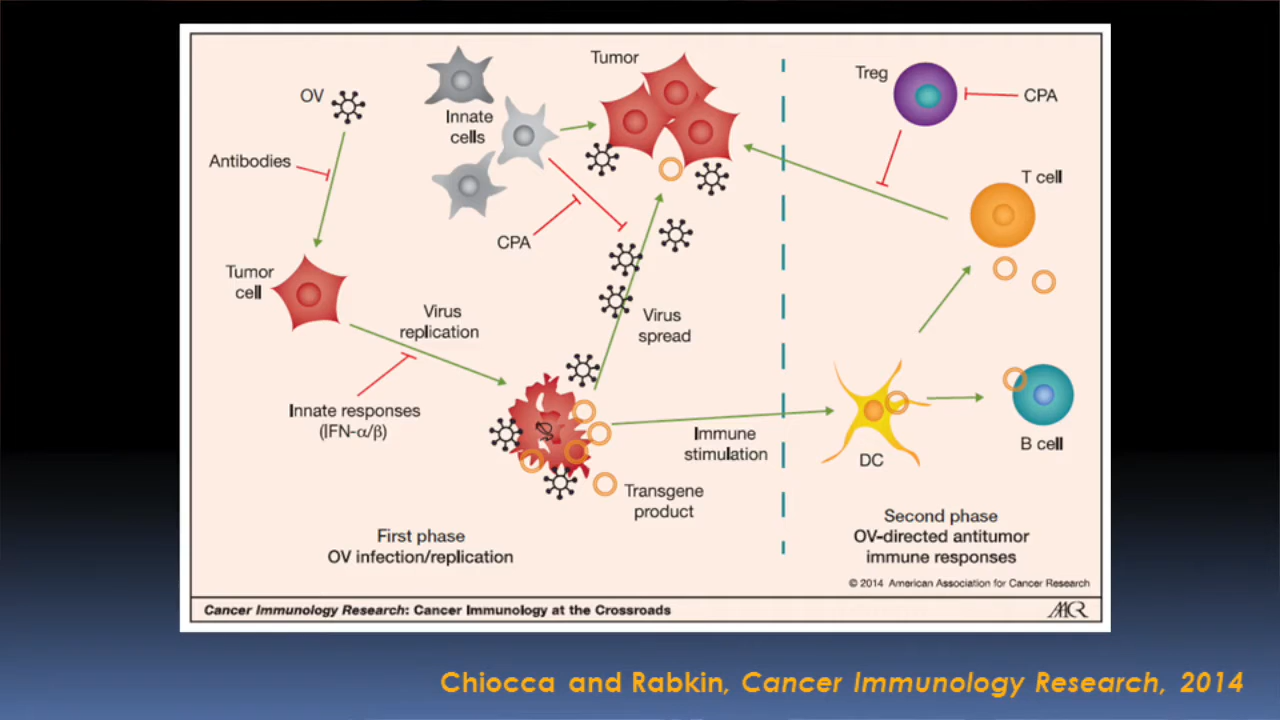 OV
Antibodies
Innate
cells
Tumor
CPA
Tumor
cell
Virus
replication
Innate responses
(IFN-α/β)
Virus
spread
Immune
stimulation
Transgene
product
First phase
OV infection/replication
Treg
CPA
T cell
DC
B cell
Second phase
OV-directed antitumor
immune responses
© 2014 American Association for Cancer Research
Cancer Immunology Research: Cancer Immunology at the Crossroads
AACR
Chiocca and Rabkin, Cancer Immunology Research, 2014